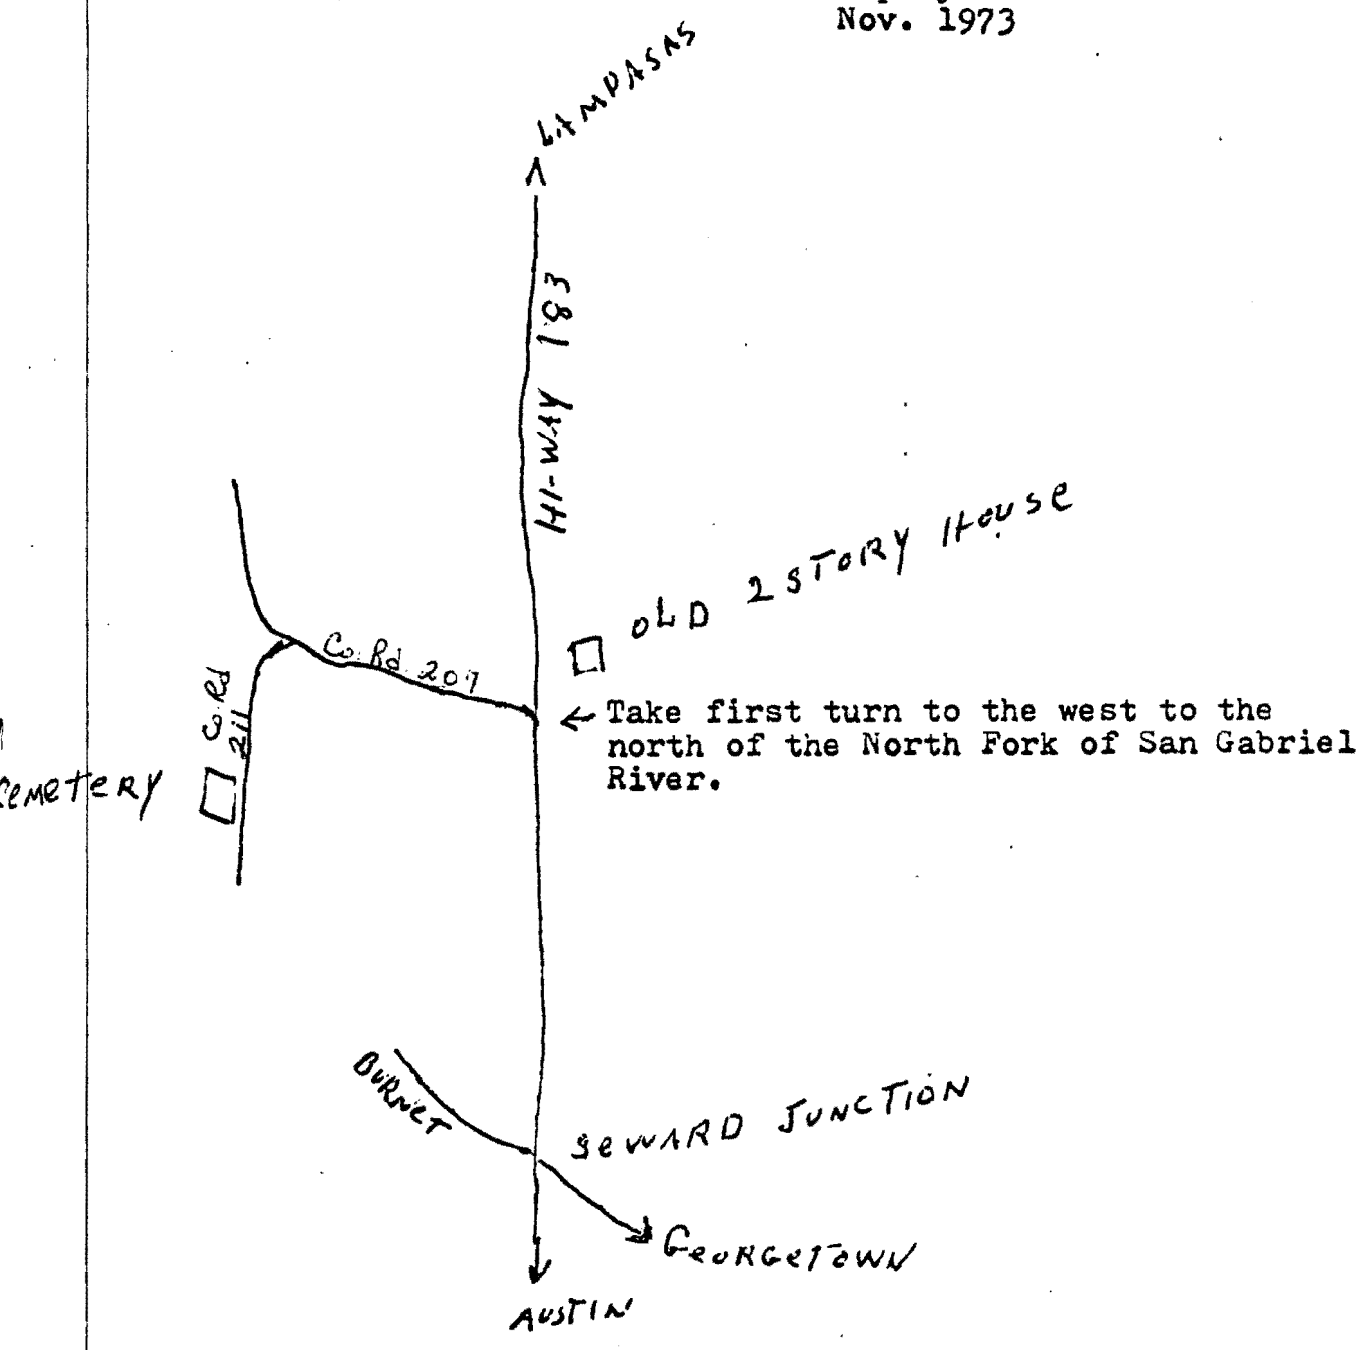 Nov. 1973
LAMPASAS
HI-WAY 183
OLD 2 STORY HOUSE
Co. Rd. 207
Co. Rd
211
Take first turn to the west to the
north of the North Fork of San Gabriel
River.
CEMETERY
BURNET
SEWARD JUNCTION
GEORGETOWN
AUSTIN